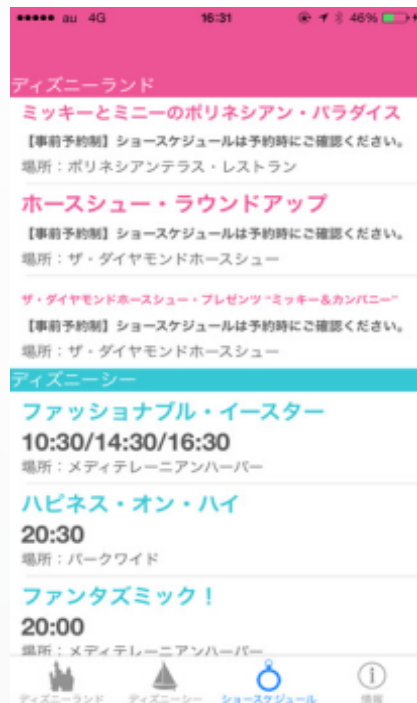 au 4G 16:31 46%
ディズニーランド
ミッキーとミニーのポリネシアン・パラダイス
【事前予約制】ショースケジュールは予約時にご確認ください。
場所：ポリネシアンテラス・レストラン
ホースシュー・ラウンドアップ
【事前予約制】ショースケジュールは予約時にご確認ください。
場所：ザ・ダイヤモンドホースシュー
ザ・ダイヤモンドホースシュー・プレゼンツ“ミッキー&カンパニー”
【事前予約制】ショースケジュールは予約時にご確認ください。
場所：ザ・ダイヤモンドホースシュー
ディズニーシー
ファッショナブル・イースター
10:30/14:30/16:30
場所：メディテレーニアンハーバー
ハピネス・オン・ハイ
20:30
場所：パークワイド
ファンタズミック！
20:00
場所：メディテレーニアンハーバー
ディズニーランド ディズニーシー ショースケジュール 情報